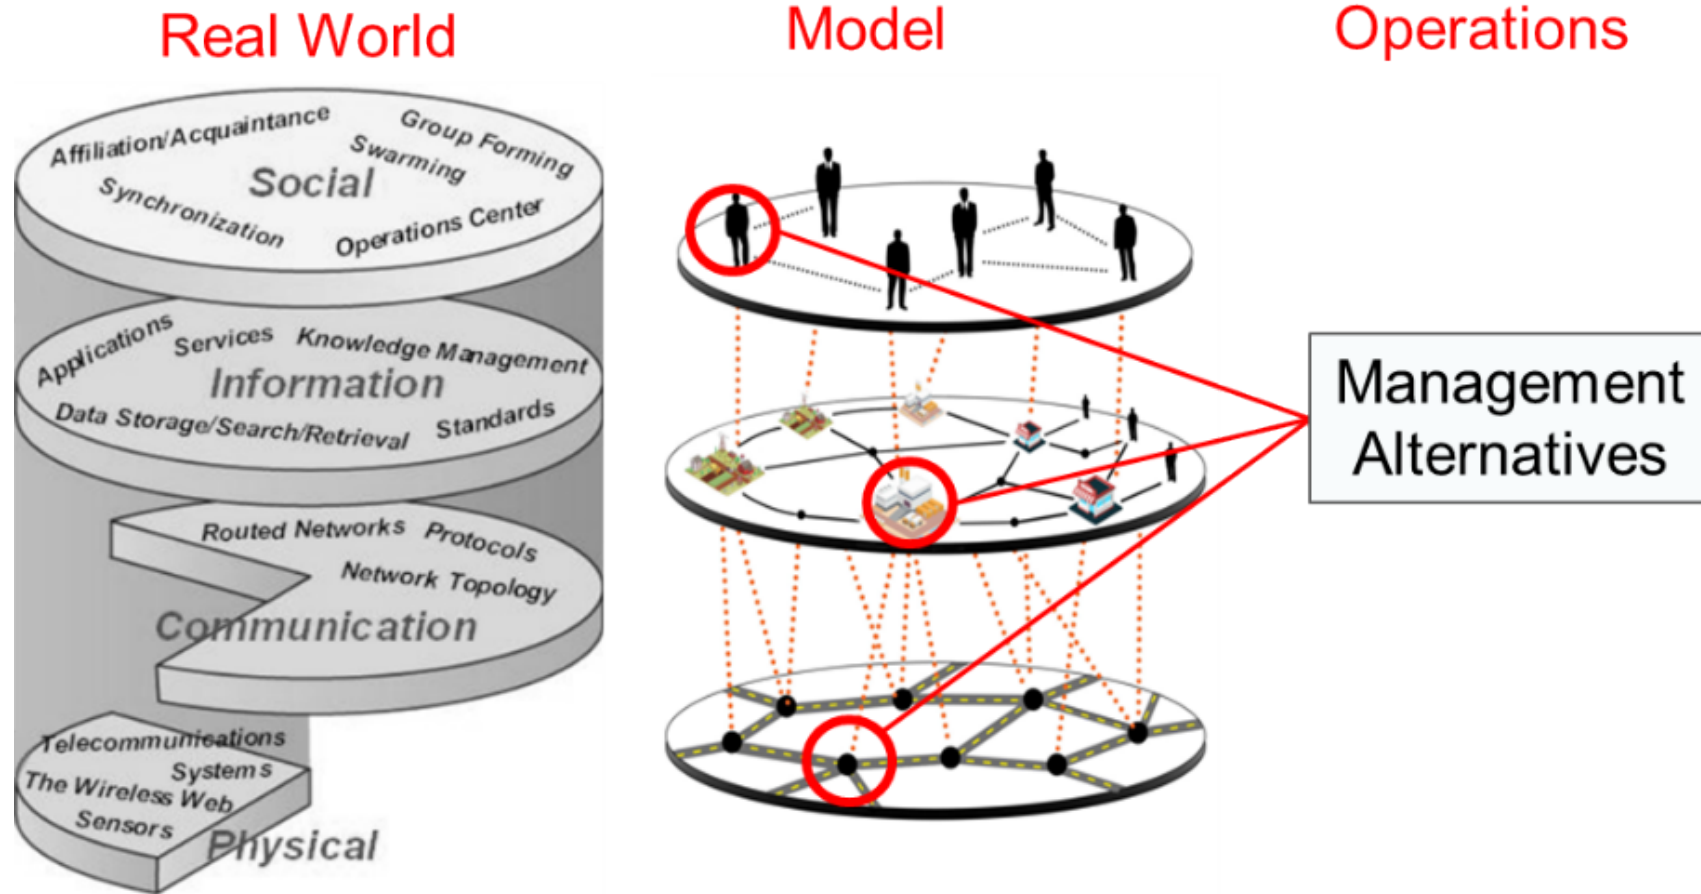 Real World
Model
Operations
Affiliation/Acquaintance
Group Forming
Swarming
Social
Synchronization
Operations Center
Applications
Services
Knowledge Management
Information
Data Storage/Search/Retrieval
Standards
Routed Networks
Protocols
Network Topology
Communication
Telecommunications
Systems
The Wireless Web
Sensors
Physical
Management
Alternatives